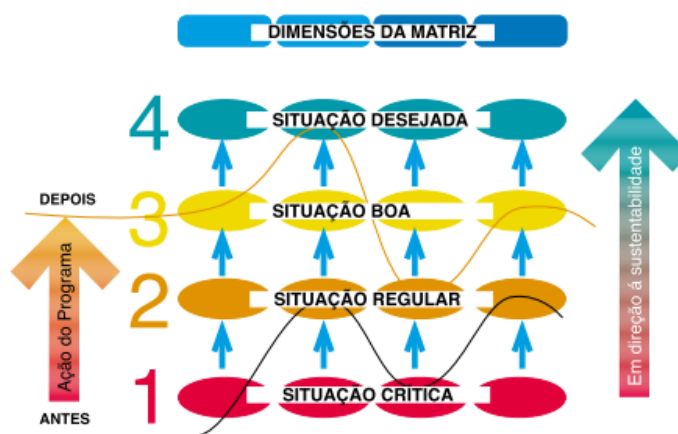 DIMENSÕES DA MATRIZ
4
SITUAÇÃO DESEJADA
DEPOIS
3
SITUAÇÃO BOA
2
SITUAÇÃO REGULAR
1
SITUAÇÃO CRÍTICA
ANTES
Ação do Programa
Em direção á sustentabilidade